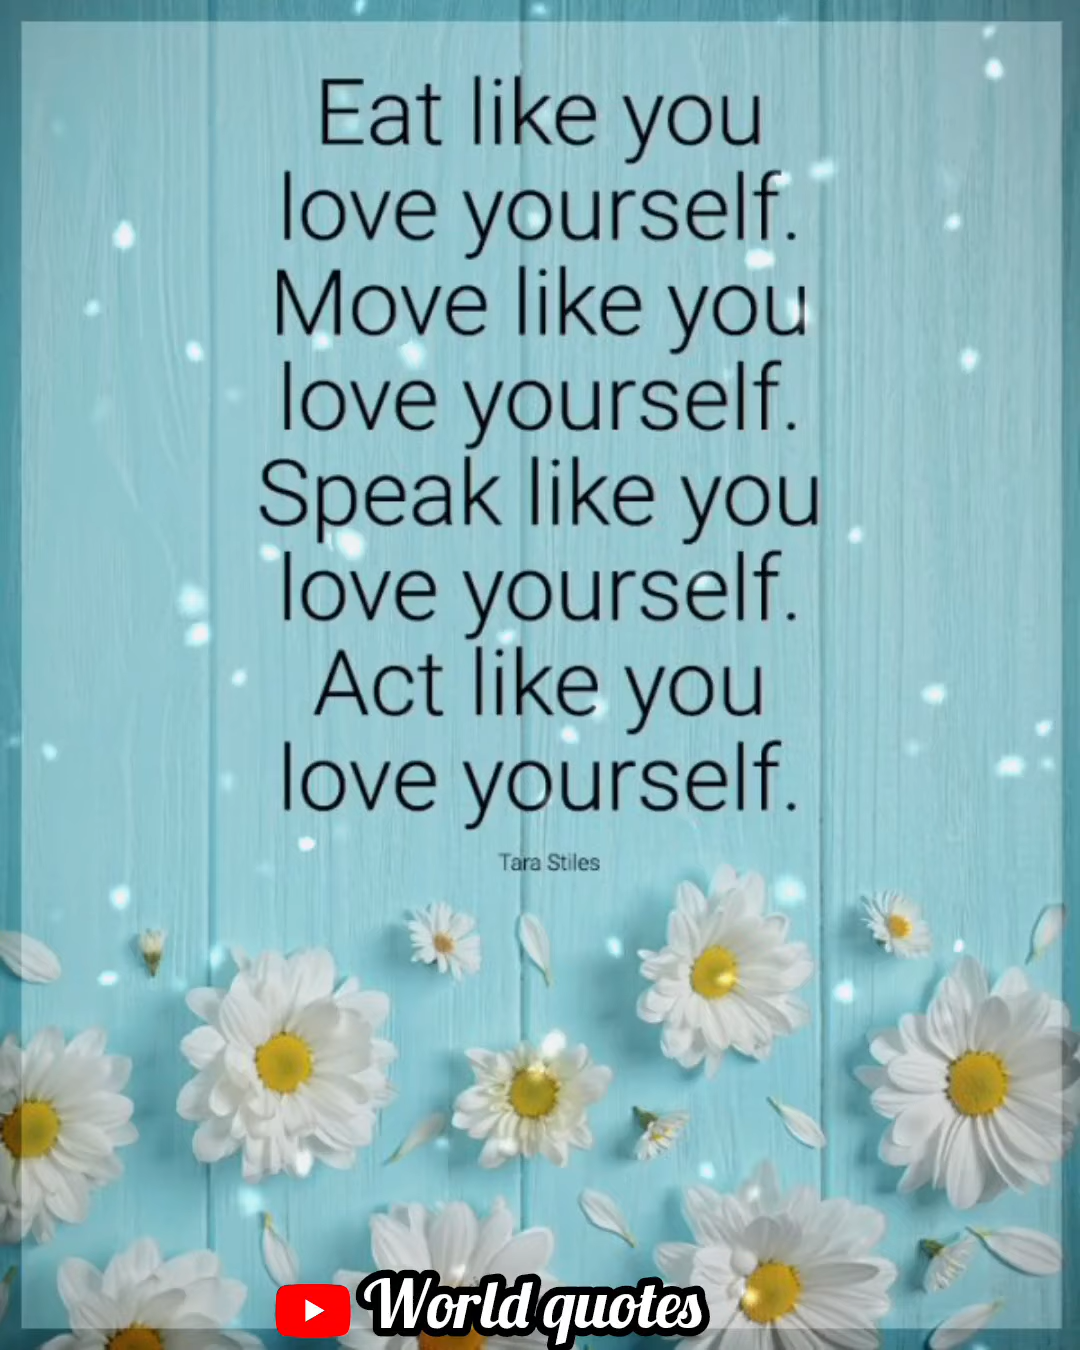 Eat like you
love yourself.
Move like you
love yourself.
Speak like you
love yourself.
Act like you
love yourself.
Tara Stiles
World quotes